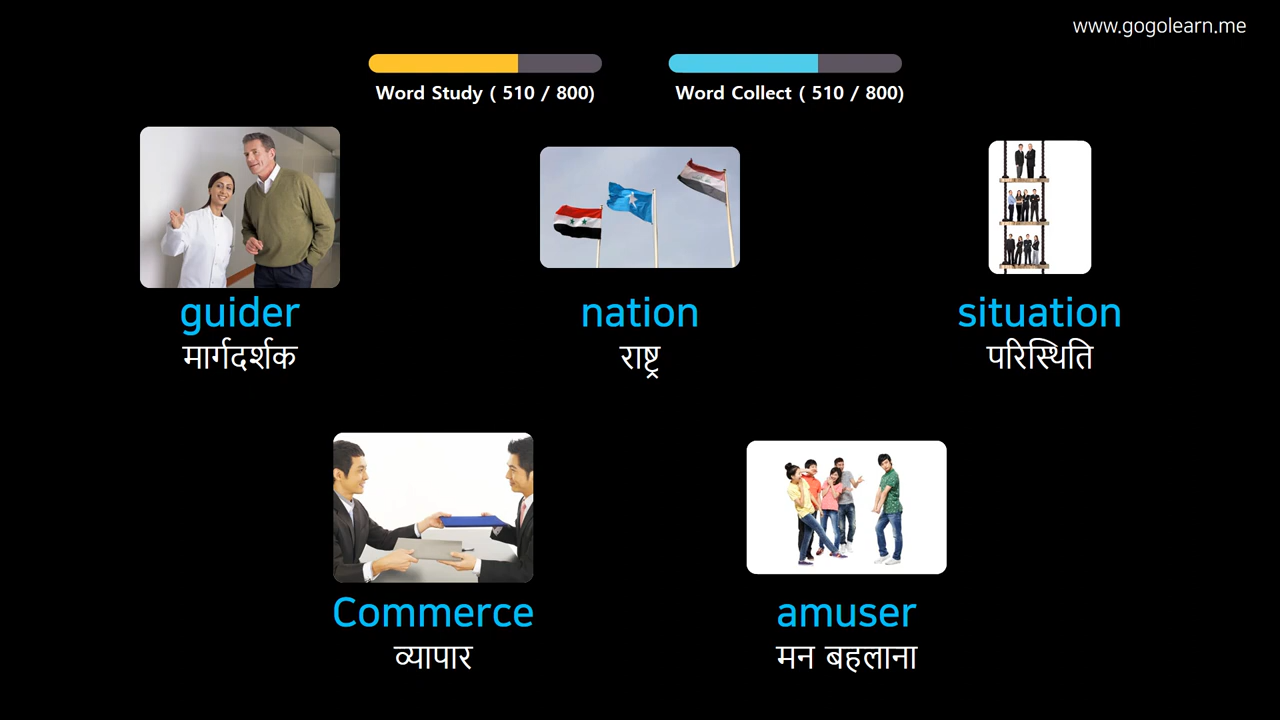 www.gogolearn.me
Word Study ( 510 / 800)
Word Collect ( 510 / 800)
guider
मार्गदर्शक
nation
राष्ट्र
situation
परिस्थिति
Commerce
व्यापार
amuser
मन बहलाना